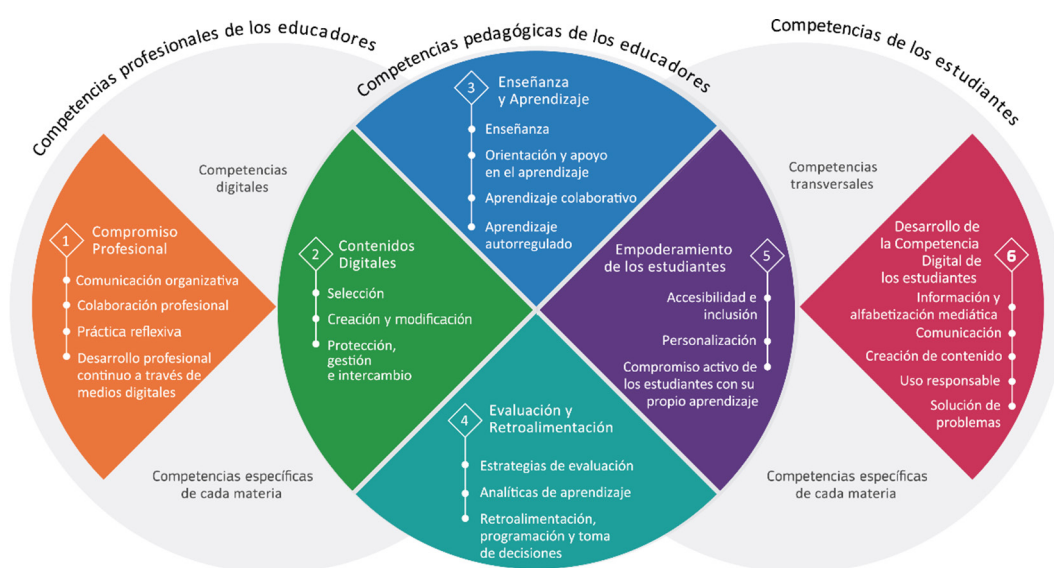 Competencias profesionales de los educadores
Competencias pedagógicas de los educadores
Competencias de los estudiantes
Competencias
digitales
Competencias
transversales
1
Compromiso
Profesional
Comunicación organizativa
Colaboración profesional
Práctica reflexiva
Desarrollo profesional
continuo a través de
medios digitales
2
Contenidos
Digitales
Selección
Creación y modificación
Protección,
gestión
e intercambio
3
Enseñanza
y Aprendizaje
Enseñanza
Orientación y apoyo
en el aprendizaje
Aprendizaje colaborativo
Aprendizaje
autorregulado
4
Evaluación y
Retroalimentación
Estrategias de evaluación
Analíticas de aprendizaje
Retroalimentación,
programación y toma
de decisiones
5
Empoderamiento
de los estudiantes
Accesibilidad e
inclusión
Personalización
Compromiso activo de
los estudiantes con su
propio aprendizaje
6
Desarrollo de
la Competencia
Digital de
los estudiantes
Información y
alfabetización mediática
Comunicación
Creación de contenido
Uso responsable
Solución de
problemas
Competencias específicas
de cada materia
Competencias específicas
de cada materia